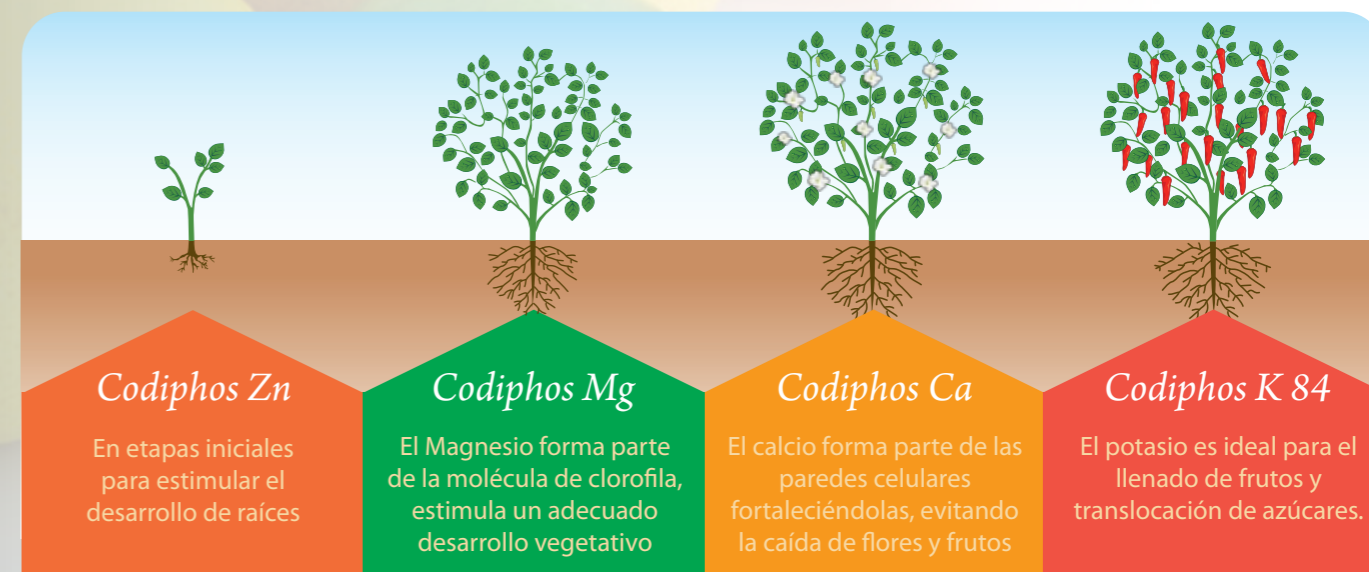 Codiphos Zn
En etapas iniciales
para estimular el
desarrollo de raíces
Codiphos Mg
El Magnesio forma parte
de la molécula de clorofila,
estimula un adecuado
desarrollo vegetativo
Codiphos Ca
El calcio forma parte de las
paredes celulares
fortaleciéndolas, evitando
la caída de flores y frutos
Codiphos K 84
El potasio es ideal para el
llenado de frutos y
translocación de azúcares.